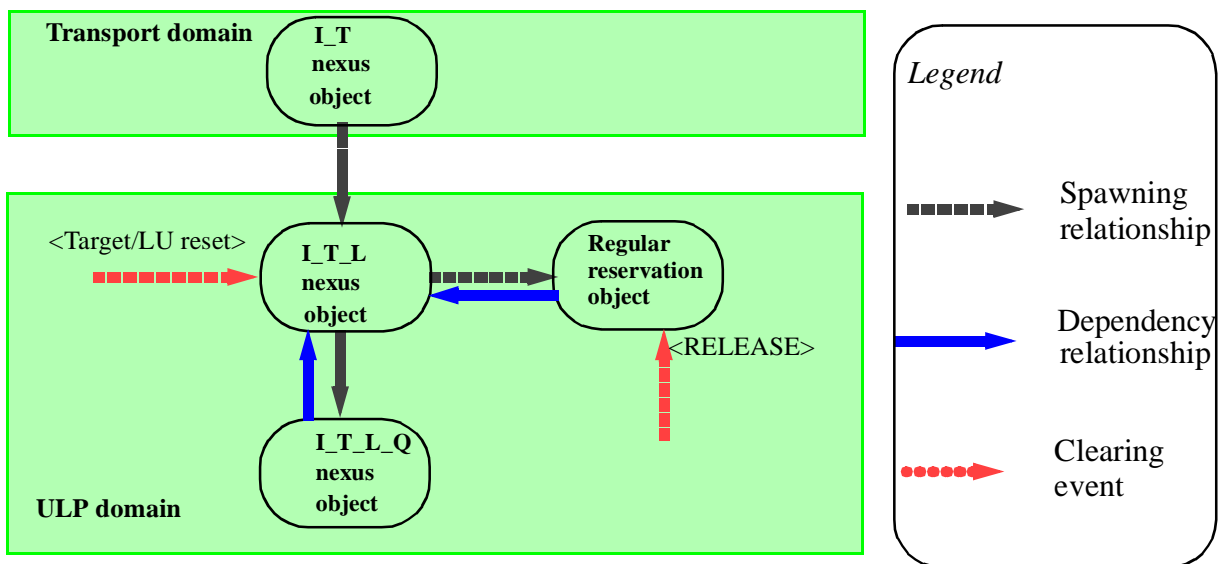 Transport domain
I_T
nexus
object
<Target/LU reset>
I_T_L
nexus
object
Regular
reservation
object
<RELEASE>
I_T_L_Q
nexus
object
ULP domain
Legend
Spawning
relationship
Dependency
relationship
Clearing
event